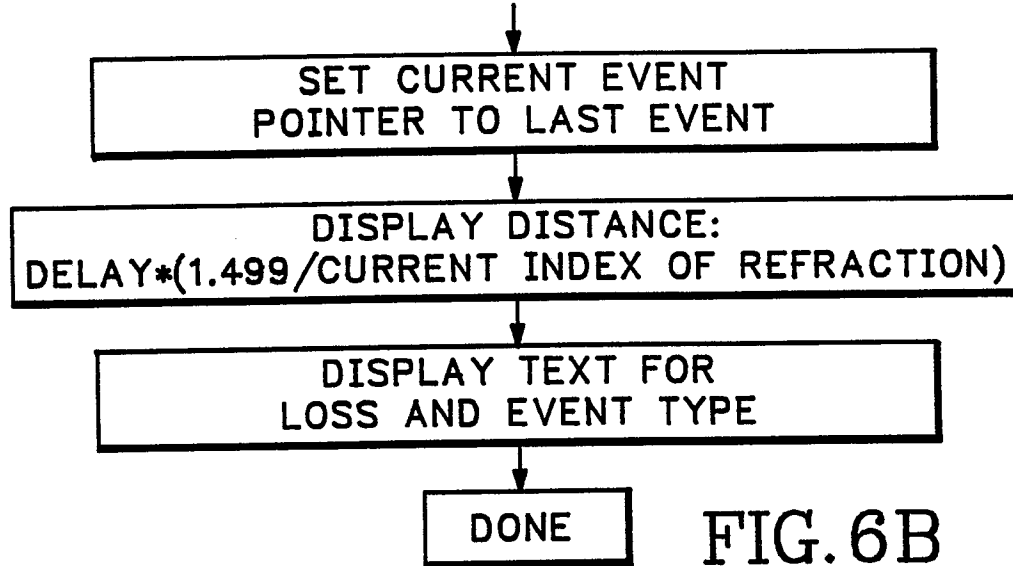 SET CURRENT EVENT
POINTER TO LAST EVENT
DISPLAY DISTANCE:
DELAY*(1.499/CURRENT INDEX OF REFRACTION)
DISPLAY TEXT FOR
LOSS AND EVENT TYPE
DONE
FIG. 6B